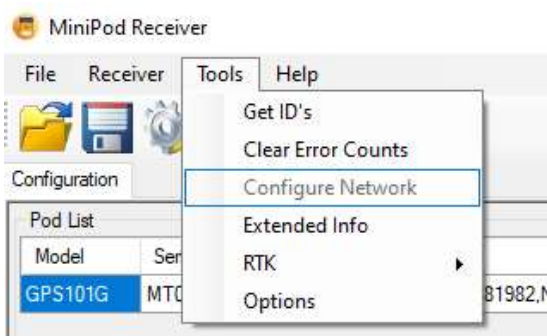 MiniPod Receiver
File Receiver Tools Help
Get ID's
Clear Error Counts
Configure Network
Extended Info
RTK
Options
Configuration
Pod List
Model
GPS101G